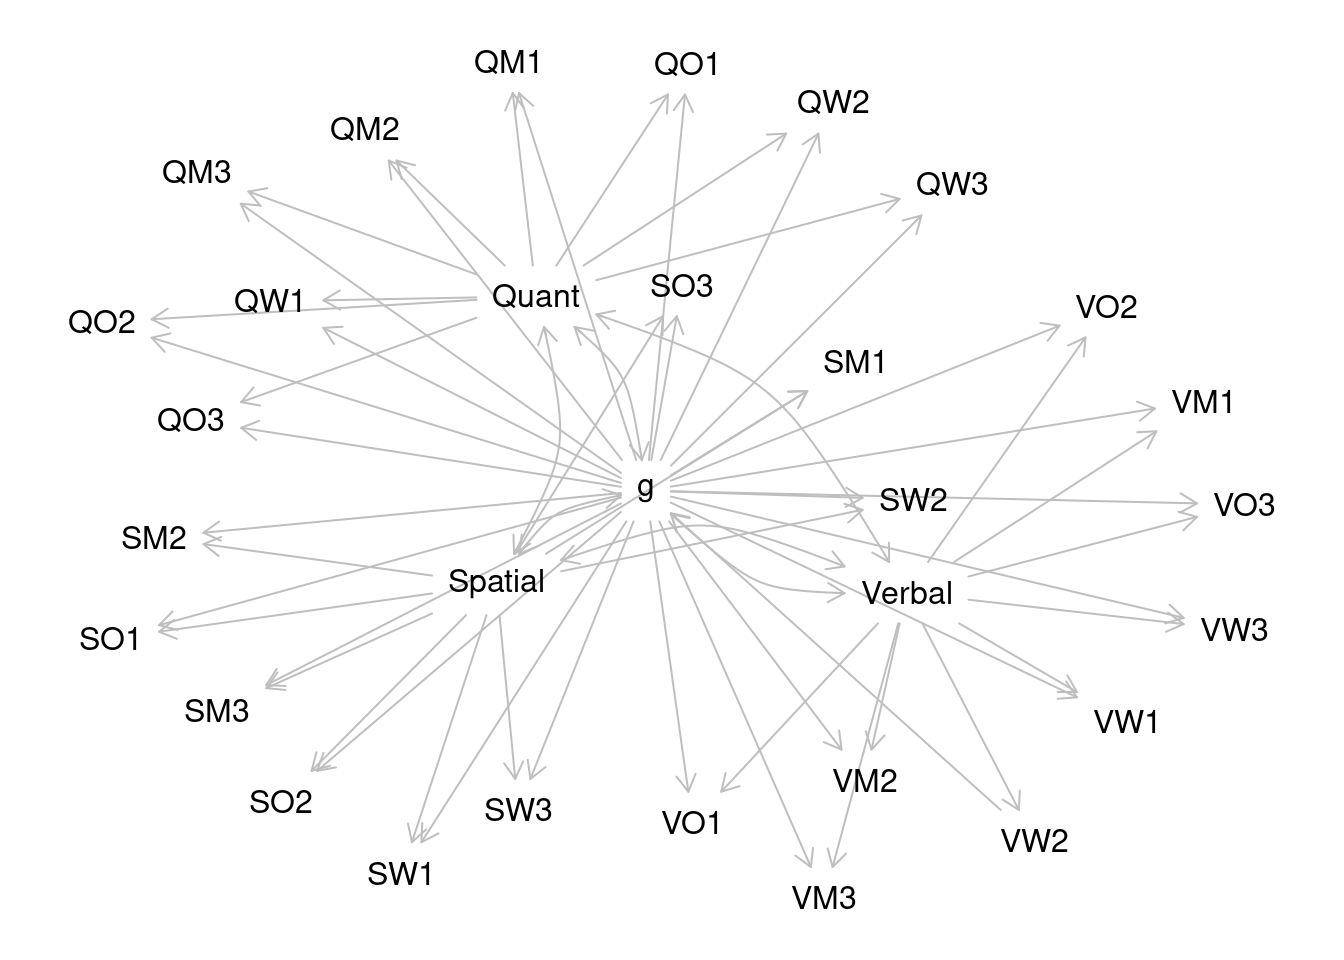 QM1
QO1
QW2
QM2
QM3
QW3
SO3
Quant
QW1
VO2
QO2
SM1
VM1
QO3
g
SW2
VO3
SM2
Spatial
Verbal
VW3
SO1
SM3
VW1
VM2
SO2
SW3
VO1
VW2
SW1
VM3